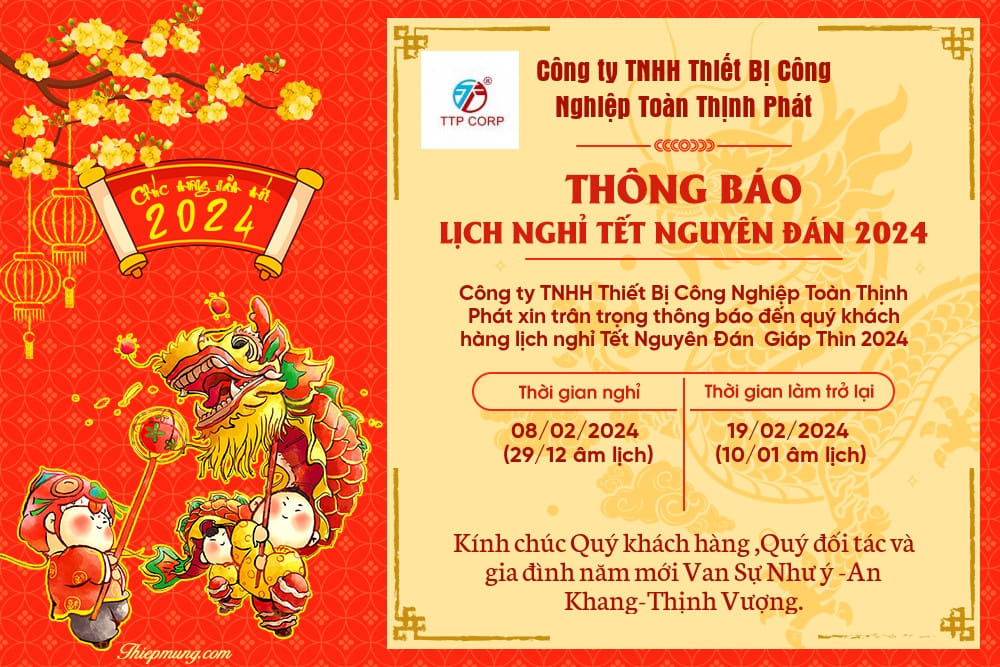 Chúc mừng năm mới
2024
TTP CORP
Công ty TNHH Thiết Bị Công
Nghiệp Toàn Thịnh Phát
THÔNG BÁO
LỊCH NGHỈ TẾT NGUYÊN ĐÁN 2024
Công ty TNHH Thiết Bị Công Nghiệp Toàn Thịnh
Phát xin trân trọng thông báo đến quý khách
hàng lịch nghỉ Tết Nguyên Đán Giáp Thìn 2024
Thời gian nghỉ
Thời gian làm trở lại
08/02/2024
(29/12 âm lịch)
19/02/2024
(10/01 âm lịch)
Kính chúc Quý khách hàng ,Quý đối tác và
gia đình năm mới Van Sự Như ý -An
Khang-Thịnh Vượng.
Thiepmung.com